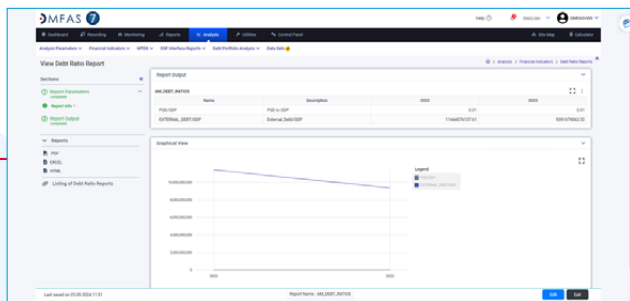 DMFAS 7
Help ENGLISH DMFASUSER
Dashboard Recording Monitoring Reports Analysis Utilities Control Panel Site Map Calculator
Analysis Parameters Financial Indicators MTDS ERF Interface Reports Debt Portfolio Analysis Data Sets
View Debt Ratio Report
> Analysis > Financial Indicators > Debt Ratio Reports
Sections
Report Parameters
completed
Report Info *
Report Output
completed
Reports
PDF
EXCEL
HTML
Listing of Debt Ratio Reports
Report Output
AM_DEBT_RATIOS
Name Description 2022 2023
PSD/GDP PSD to GDP 0.01 0.01
EXTERNAL_DEBT/GDP External_Debt/GDP
Graphical View
Legend
PSD/GDP
EXTERNAL_DEBT/GDP
10,000,000,000
8,000,000,000
6,000,000,000
4,000,000,000
2,000,000,000
0
2022 2023
Last saved on 25.09.2024 11:51
Report Name : AM_DEBT_RATIOS
Edit Exit